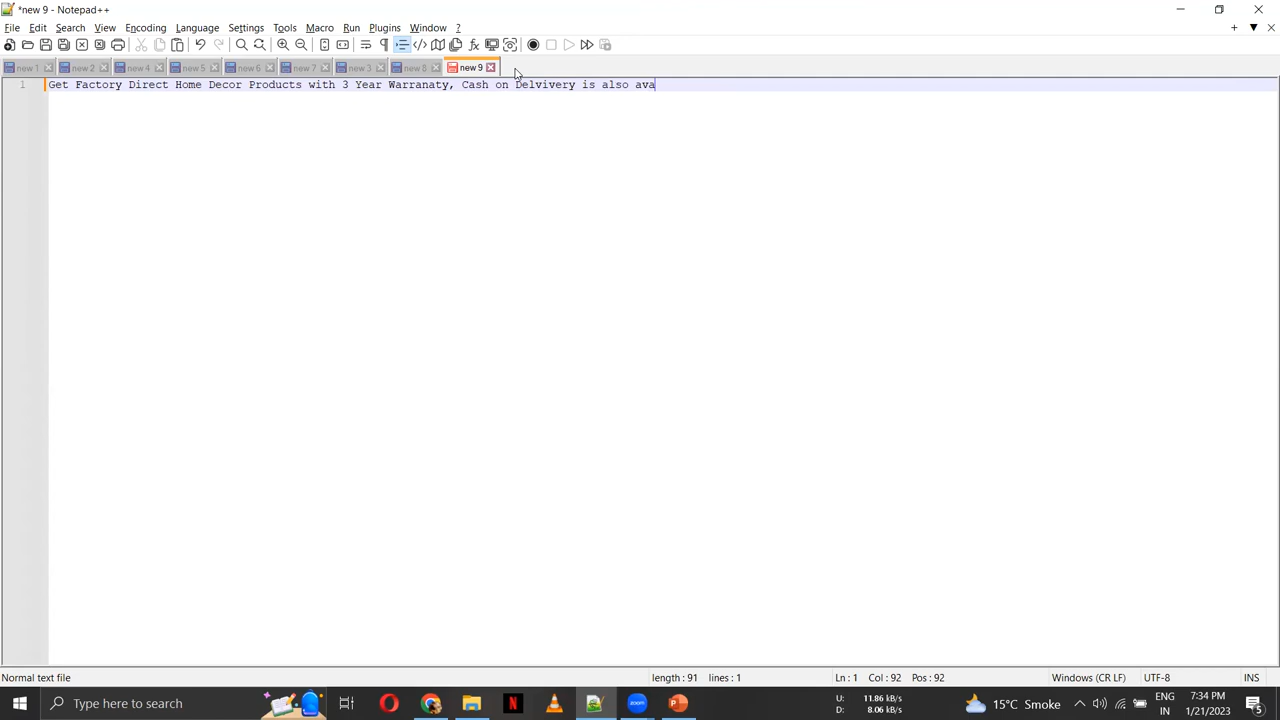 *new 9 - Notepad++
File Edit Search View Encoding Language Settings Tools Macro Run Plugins Window ?
new 1 new 2 new 4 new 5 new 6 new 7 new 3 new 8 new 9
1 Get Factory Direct Home Decor Products with 3 Year Warranaty, Cash on Delvivery is also ava
Normal text file length : 91 lines : 1 Ln : 1 Col : 92 Pos : 92 Windows (CR LF) UTF-8 INS
Type here to search U: 11.86 kB/s 15°C Smoke ENG 7:34 PM
D: 8.06 kB/s IN 1/21/2023 5